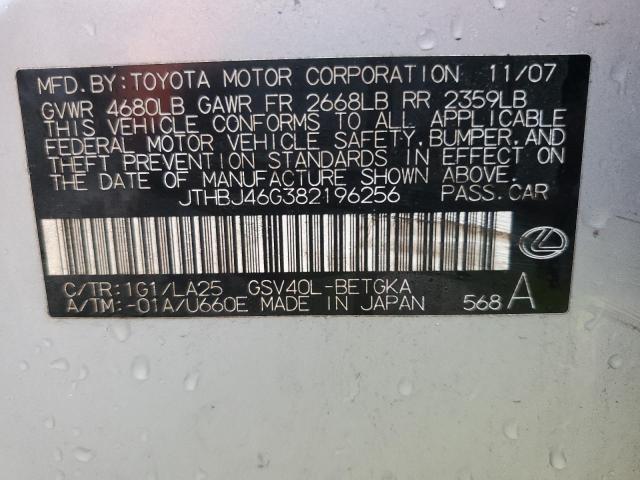 MFD. BY: TOYOTA MOTOR CORPORATION 11/07
GVWR 4680LB GAWR FR 2668LB RR 2359LB
THIS VEHICLE CONFORMS TO ALL APPLICABLE
FEDERAL MOTOR VEHICLE SAFETY, BUMPER, AND
THEFT PREVENTION STANDARDS IN EFFECT ON
THE DATE OF MANUFACTURE SHOWN ABOVE.
JTHBJ46G382196256 PASS. CAR
C/TR: 1G1/LA25 GSV40L-BETGKA
A/TM: -01A/U660E MADE IN JAPAN 568 A